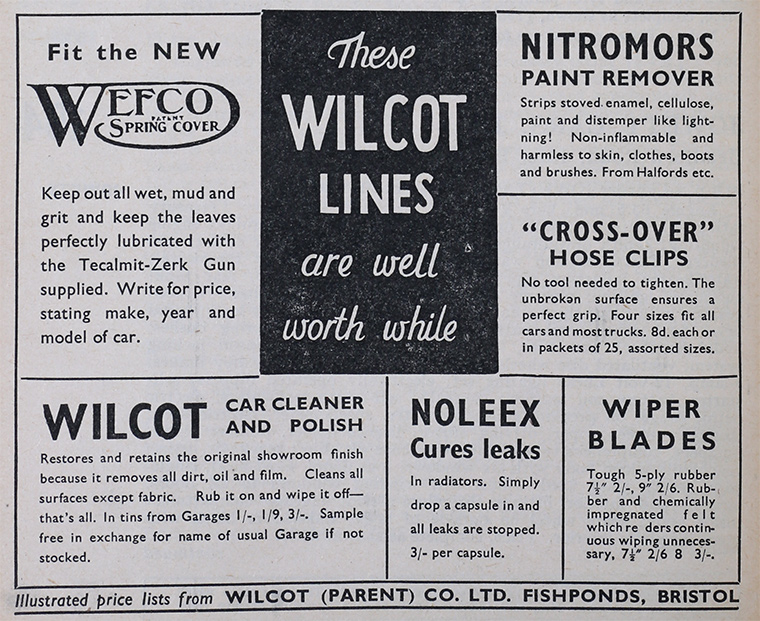 Fit the NEW
WEFCO
PATENT
SPRING COVER
Keep out all wet, mud and
grit and keep the leaves
perfectly lubricated with
the Tecalmit-Zerk Gun
supplied. Write for price,
stating make, year and
model of car.
These
WILCOT
LINES
are well
worth while
NITROMORS
PAINT REMOVER
Strips stoved enamel, cellulose,
paint and distemper like light-
ning! Non-inflammable and
harmless to skin, clothes, boots
and brushes. From Halfords etc.
"CROSS-OVER"
HOSE CLIPS
No tool needed to tighten. The
unbroken surface ensures a
perfect grip. Four sizes fit all
cars and most trucks. 8d. each or
in packets of 25, assorted sizes.
WILCOT CAR CLEANER
AND POLISH
Restores and retains the original showroom finish
because it removes all dirt, oil and film. Cleans all
surfaces except fabric. Rub it on and wipe it off—
that's all. In tins from Garages 1/-, 1/9, 3/-. Sample
free in exchange for name of usual Garage if not
stocked.
NOLEEX
Cures leaks
In radiators. Simply
drop a capsule in and
all leaks are stopped.
3/- per capsule.
WIPER
BLADES
Tough 5-ply rubber
7½" 2/-, 9" 2/6. Rub-
ber and chemically
impregnated felt
which re ders contin-
uous wiping unneces-
sary, 7½" 2/6 8 3/-.
Illustrated price lists from WILCOT (PARENT) CO. LTD. FISHPONDS, BRISTOL